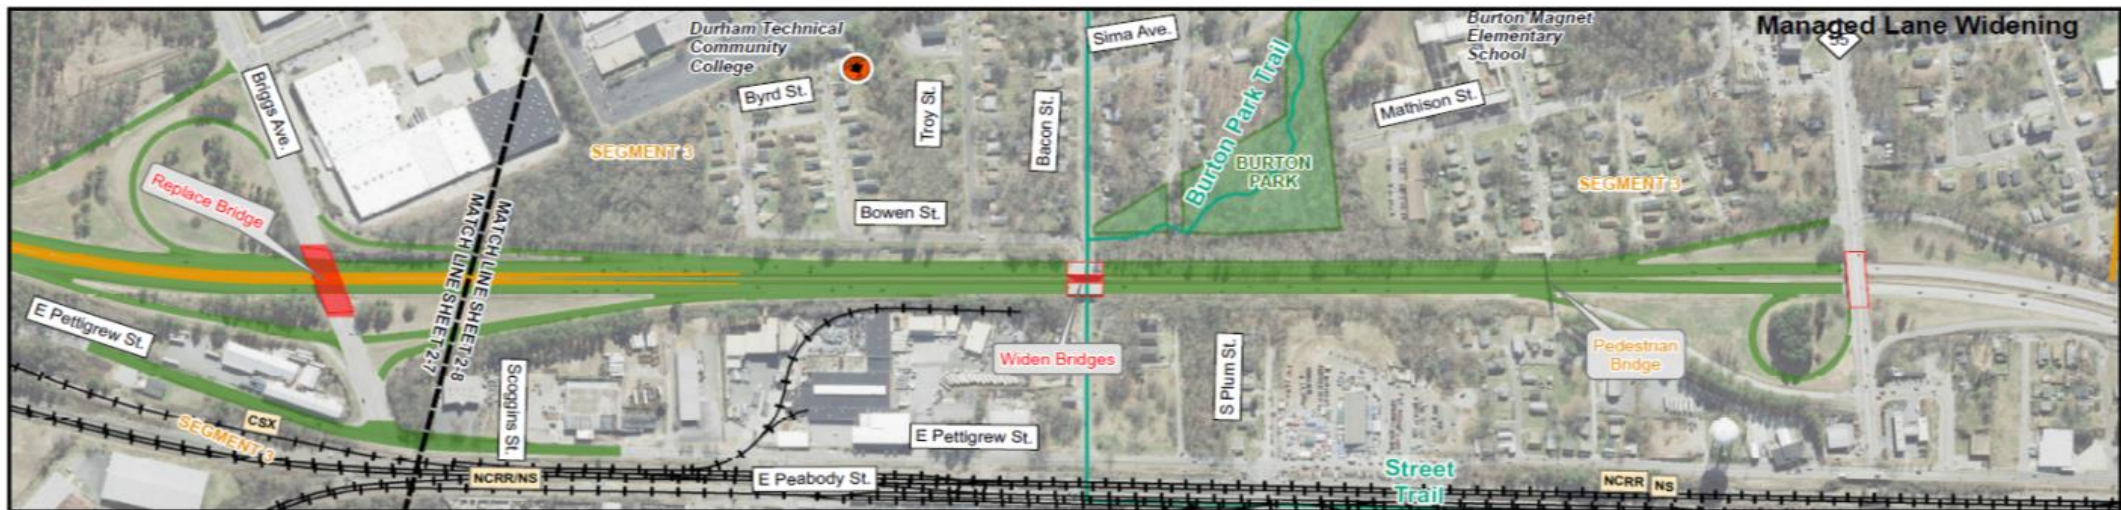 Managed Lane Widening
55
Durham Technical
Community
College
Sima Ave.
Burton Magnet
Elementary
School
Briggs Ave.
Byrd St.
Troy St.
Bacon St.
Burton Park Trail
Mathison St.
SEGMENT 3
BURTON
PARK
SEGMENT 3
Replace Bridge
MATCH LINE SHEET 2-8
MATCH LINE SHEET 2-7
Bowen St.
E Pettigrew St.
Widen Bridges
Pedestrian
Bridge
Scoggins St.
S Plum St.
CSX
SEGMENT 3
E Pettigrew St.
NCRR/NS
E Peabody St.
Street
Trail
NCRR
NS